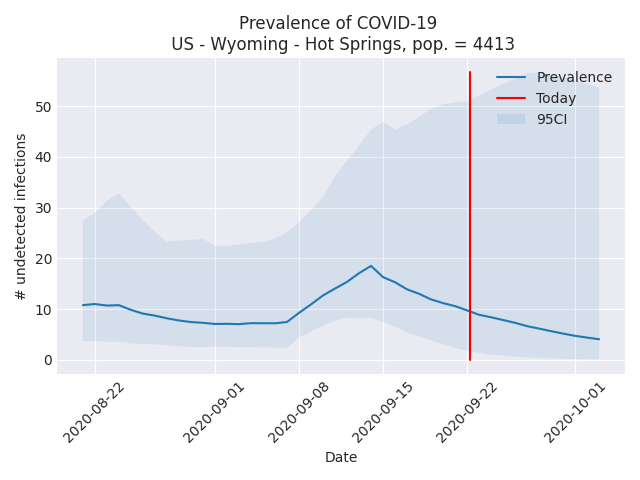 Prevalence of COVID-19
US - Wyoming - Hot Springs, pop. = 4413
Prevalence
Today
95CI
# undetected infections
50
40
30
20
10
0
2020-08-22
2020-09-01
2020-09-08
2020-09-15
2020-09-22
2020-10-01
Date